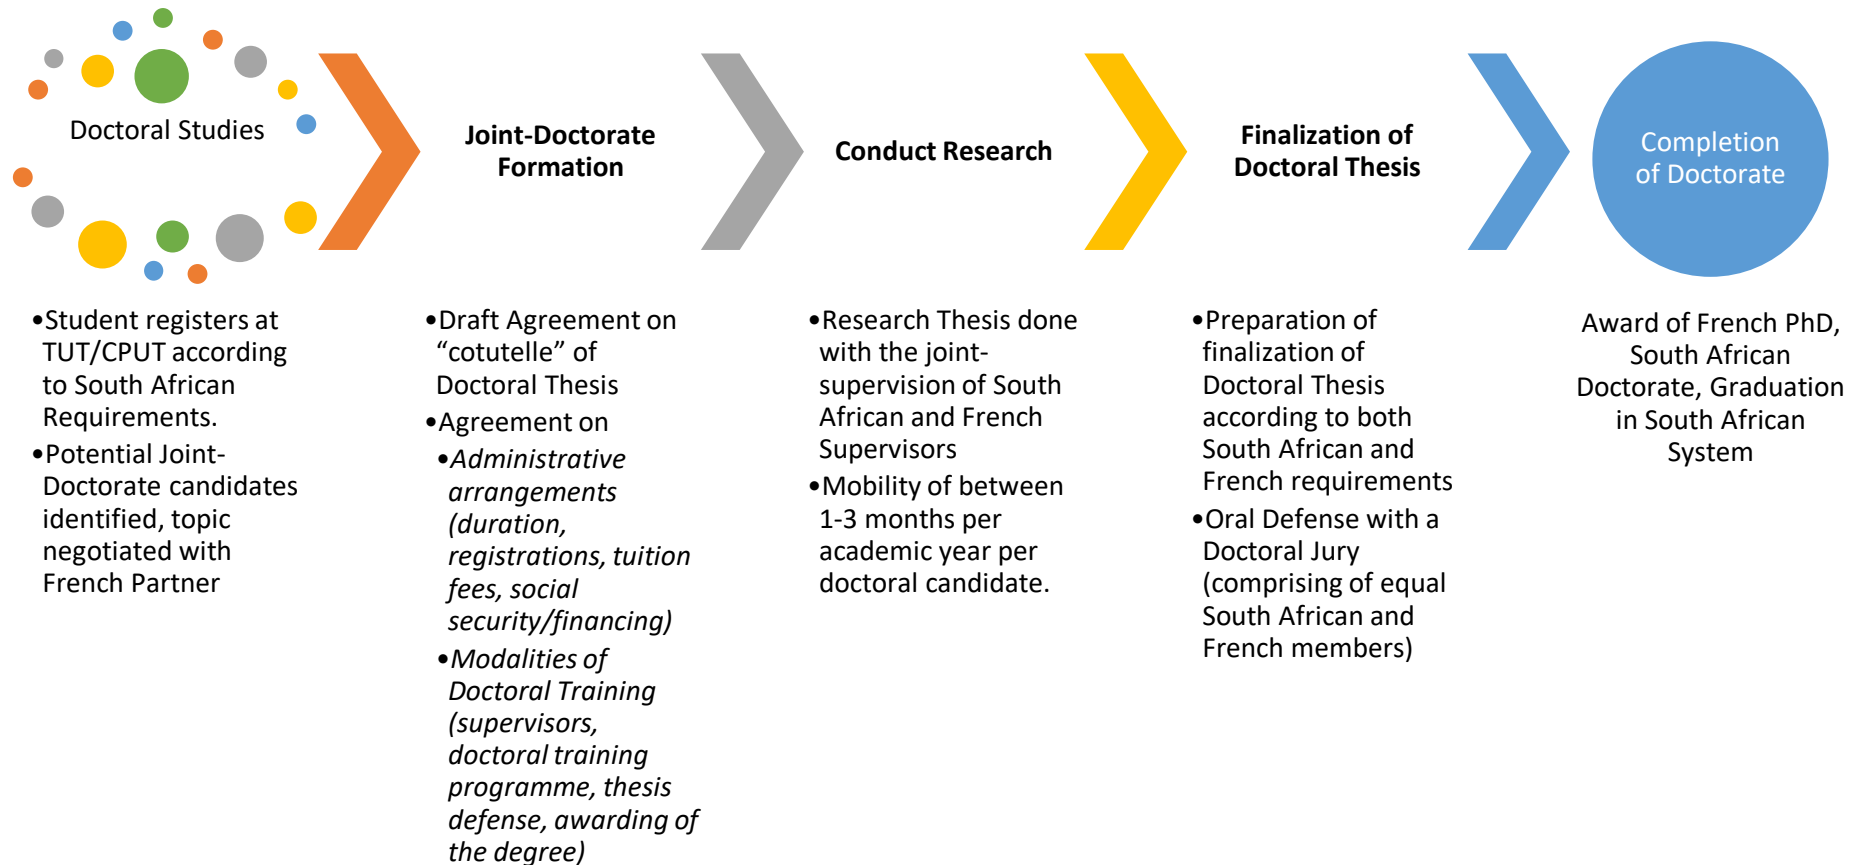 Doctoral Studies
•Student registers at
TUT/CPUT according
to South African
Requirements.
•Potential Joint-
Doctorate candidates
identified, topic
negotiated with
French Partner
Joint-Doctorate
Formation
•Draft Agreement on
“cotutelle” of
Doctoral Thesis
•Agreement on
•Administrative
arrangements
(duration,
registrations, tuition
fees, social
security/financing)
•Modalities of
Doctoral Training
(supervisors,
doctoral training
programme, thesis
defense, awarding of
the degree)
Conduct Research
•Research Thesis done
with the joint-
supervision of South
African and French
Supervisors
•Mobility of between
1-3 months per
academic year per
doctoral candidate.
Finalization of
Doctoral Thesis
•Preparation of
finalization of
Doctoral Thesis
according to both
South African and
French requirements
•Oral Defense with a
Doctoral Jury
(comprising of equal
South African and
French members)
Completion
of Doctorate
Award of French PhD,
South African
Doctorate, Graduation
in South African
System